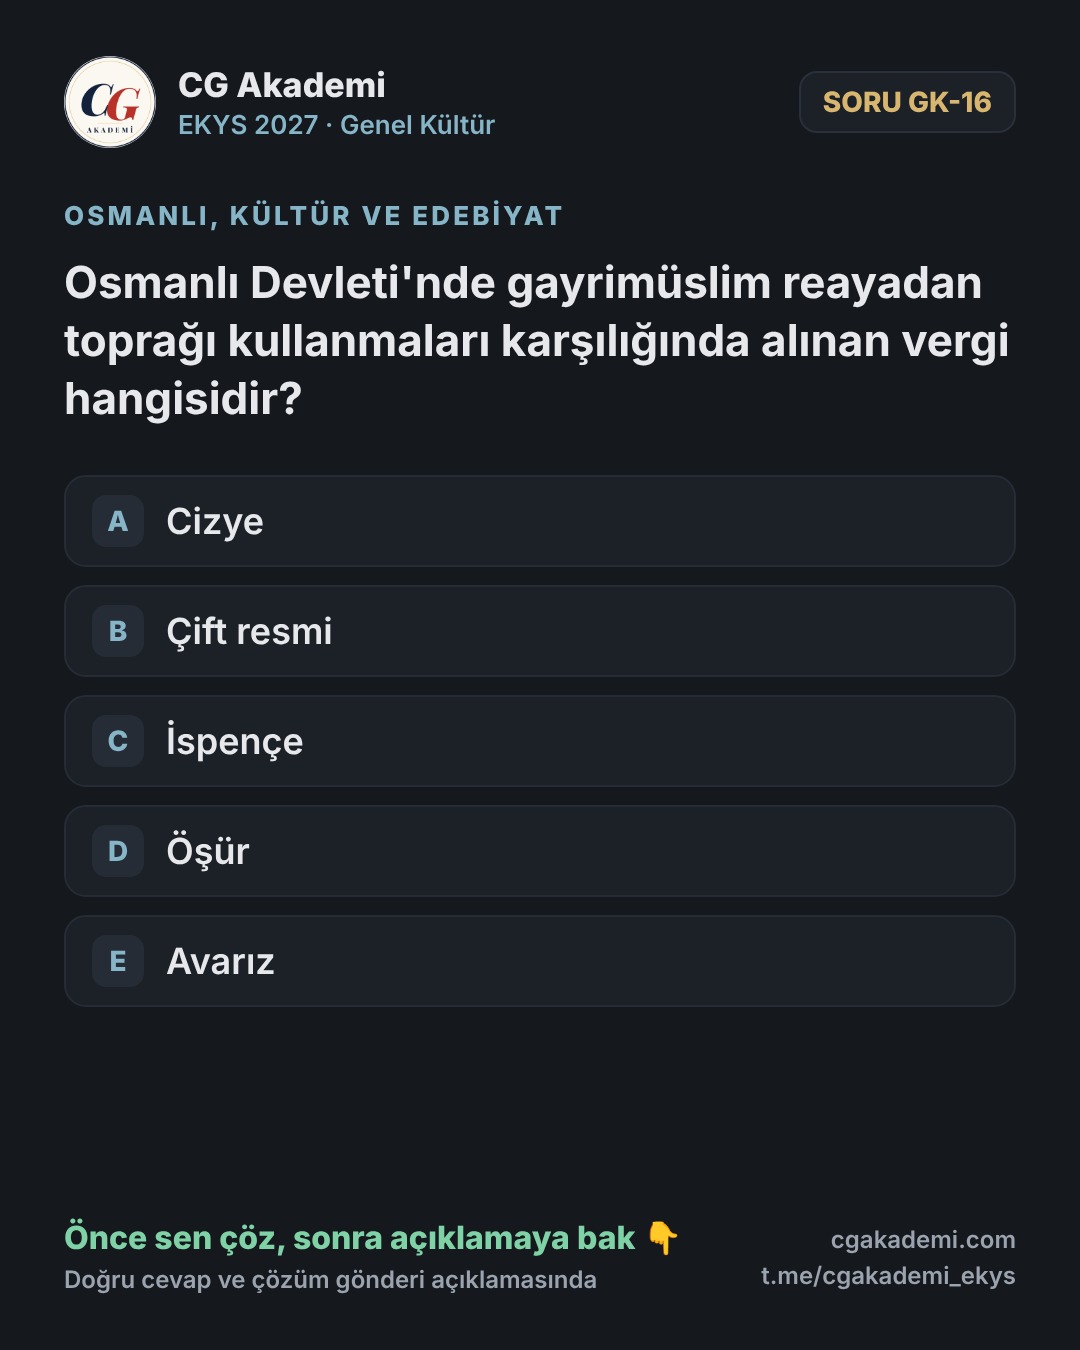 CG
AKADEMİ
CG Akademi
EKYS 2027 · Genel Kültür
SORU GK-16
OSMANLI, KÜLTÜR VE EDEBİYAT
Osmanlı Devleti'nde gayrimüslim reayadan
toprağı kullanmaları karşılığında alınan vergi
hangisidir?
A Cizye
B Çift resmi
C İspençe
D Öşür
E Avarız
Önce sen çöz, sonra açıklamaya bak 👇
Doğru cevap ve çözüm gönderi açıklamasında
cgakademi.com
t.me/cgakademi_ekys